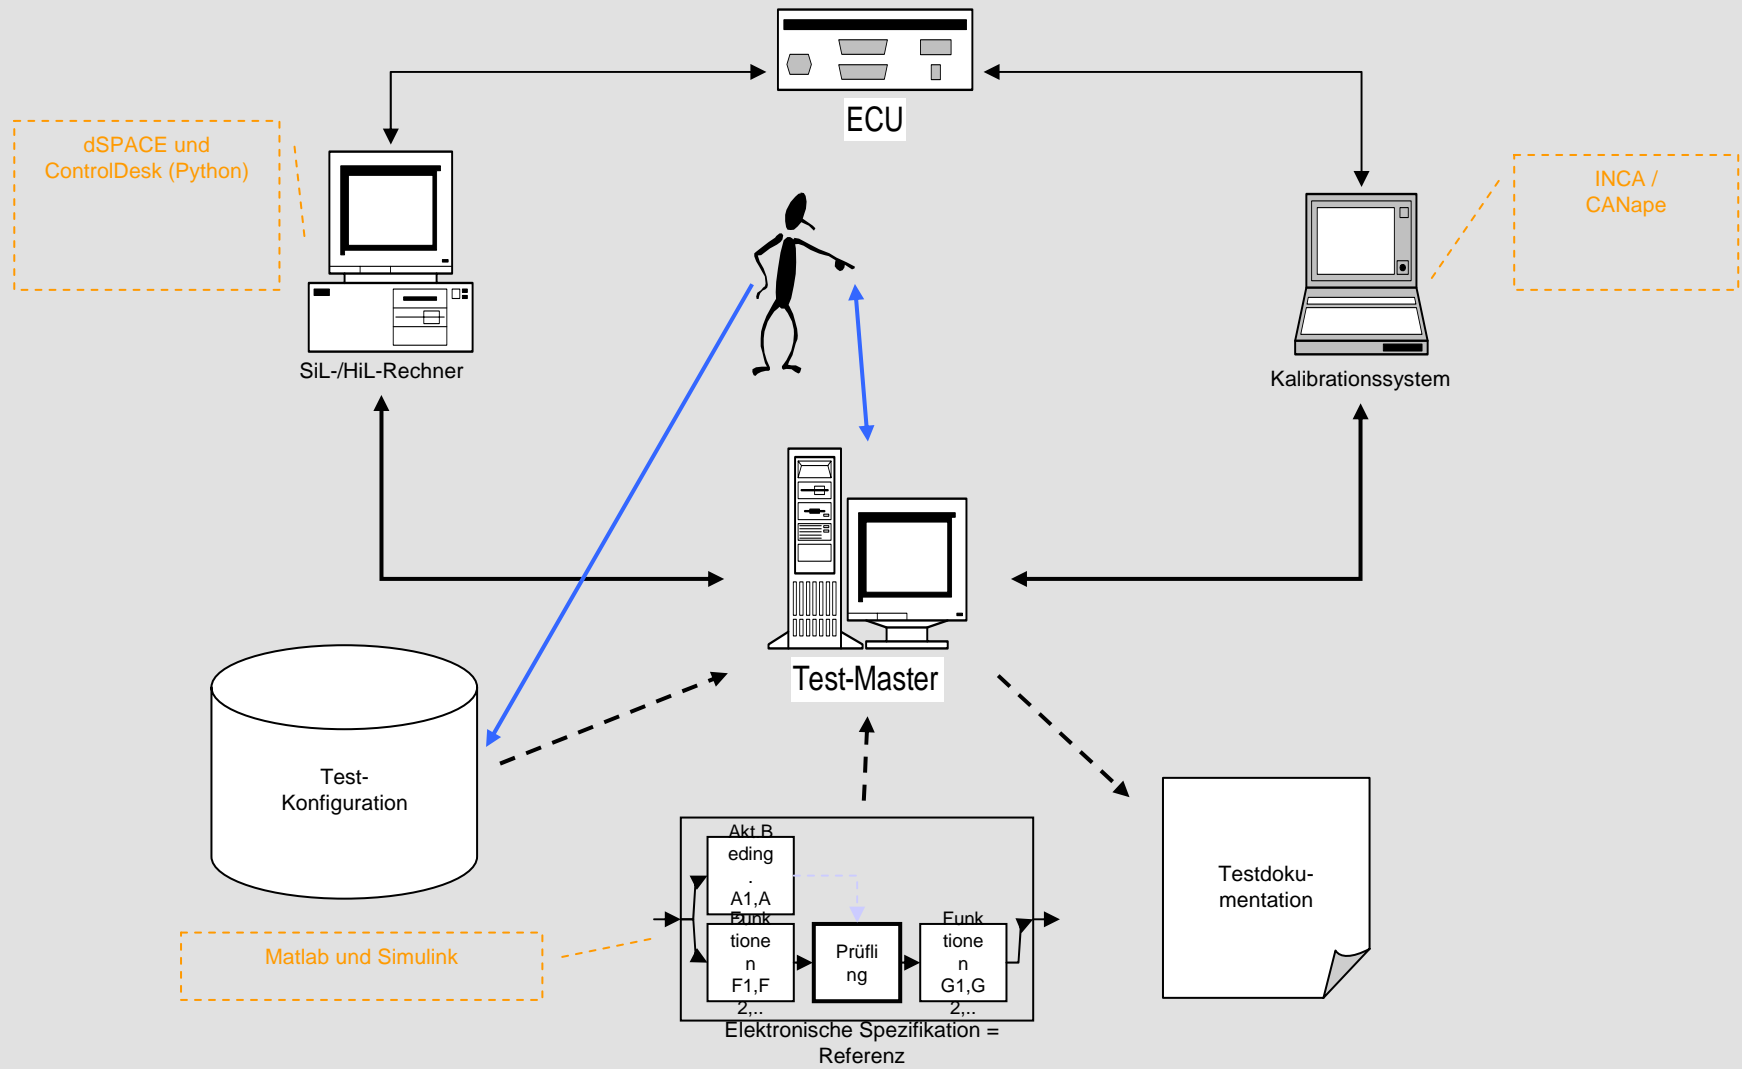 ECU
dSPACE und
ControlDesk (Python)
INCA /
CANape
SiL-/HiL-Rechner
Kalibrationssystem
Test-Master
Test-
Konfiguration
Testdoku-
mentation
Matlab und Simulink
Akt.B
eding
.
A1,A
Funk
tione
n
F1,F
2,..
Prüfli
ng
Funk
tione
n
G1,G
2,..
Elektronische Spezifikation =
Referenz